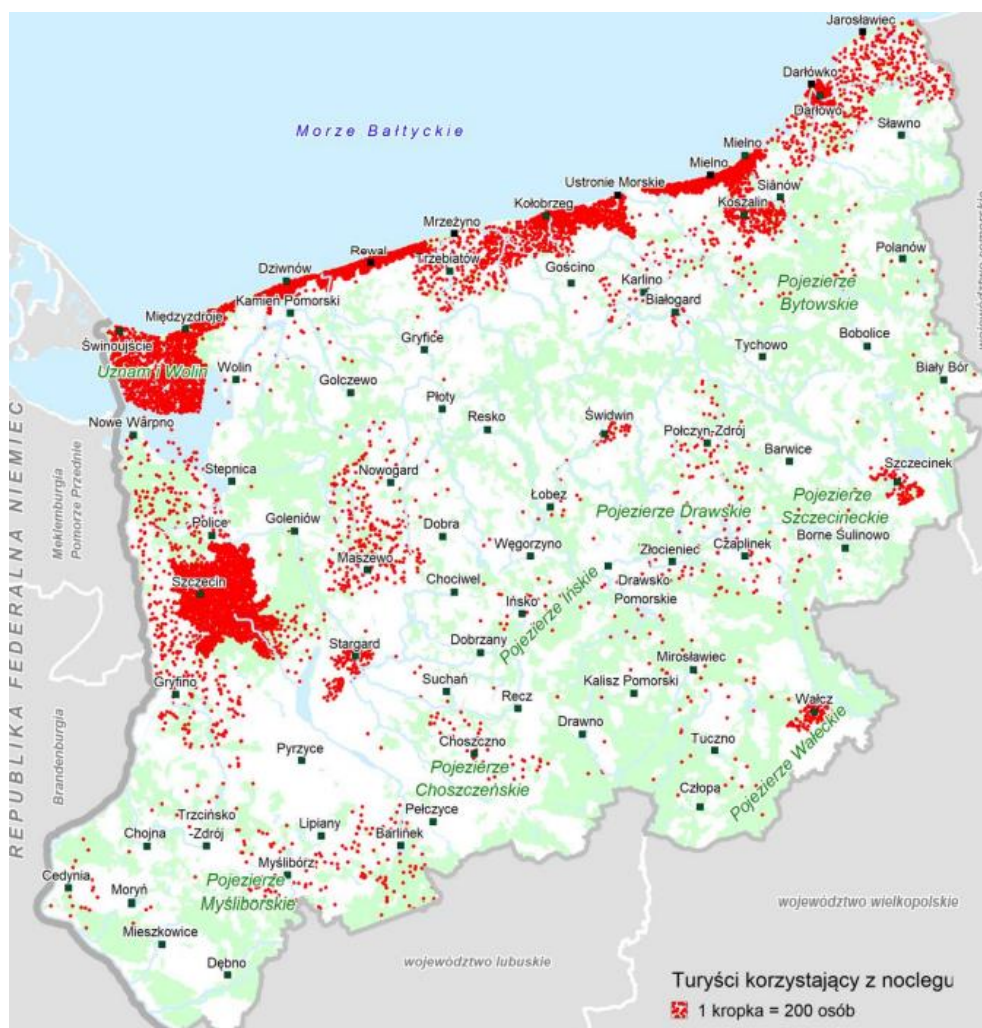 Jarosławiec
Darłówko
Darłowo
Morze Bałtyckie
Sławno
Mielno
Mielno
Ustronie Morskie
Sianów
Kołobrzeg
Koszalin
Mrzeżyno
Rewal
Trzebiatów
Gościno
Polanów
Dziwnów
Karlino
Pojezierze
Bytowskie
Kamień Pomorski
Białogard
Międzyzdroje
Świnoujście
Gryfice
Tychowo
Bobolice
Uznam i Wolin
Wolin
Golczewo
Biały Bór
Płoty
Resko
Świdwin
Nowe Warpno
Połczyn-Zdrój
Barwice
Szczecinek
Stepnica
Nowogard
Łobez
Pojezierze Drawskie
Pojezierze
Szczecineckie
Police
Goleniów
Dobra
Węgorzyno
Złocieniec
Czaplinek
Borne Sulinowo
Maszewo
Szczecin
Chociwel
Drawsko
Pomorskie
Ińsko
Pojezierze Ińskie
Stargard
Dobrzany
Mirosławiec
Gryfino
Suchań
Recz
Kalisz Pomorski
Wałcz
Drawno
Pojezierze Wałeckie
Pyrzyce
Choszczno
Tuczno
Pojezierze
Choszczeńskie
Człopa
Pełczyce
Trzcińsko
-Zdrój
Chojna
Lipiany
Barlinek
Cedynia
Myślibórz
Moryń
Pojezierze
Myśliborskie
Mieszkowice
Dębno
REPUBLIKA FEDERALNA NIEMIEC
Meklemburgia
Pomorze Przednie
Brandenburgia
województwo lubuskie
województwo wielkopolskie
województwo pomorskie
Turyści korzystający z noclegu
1 kropka = 200 osób